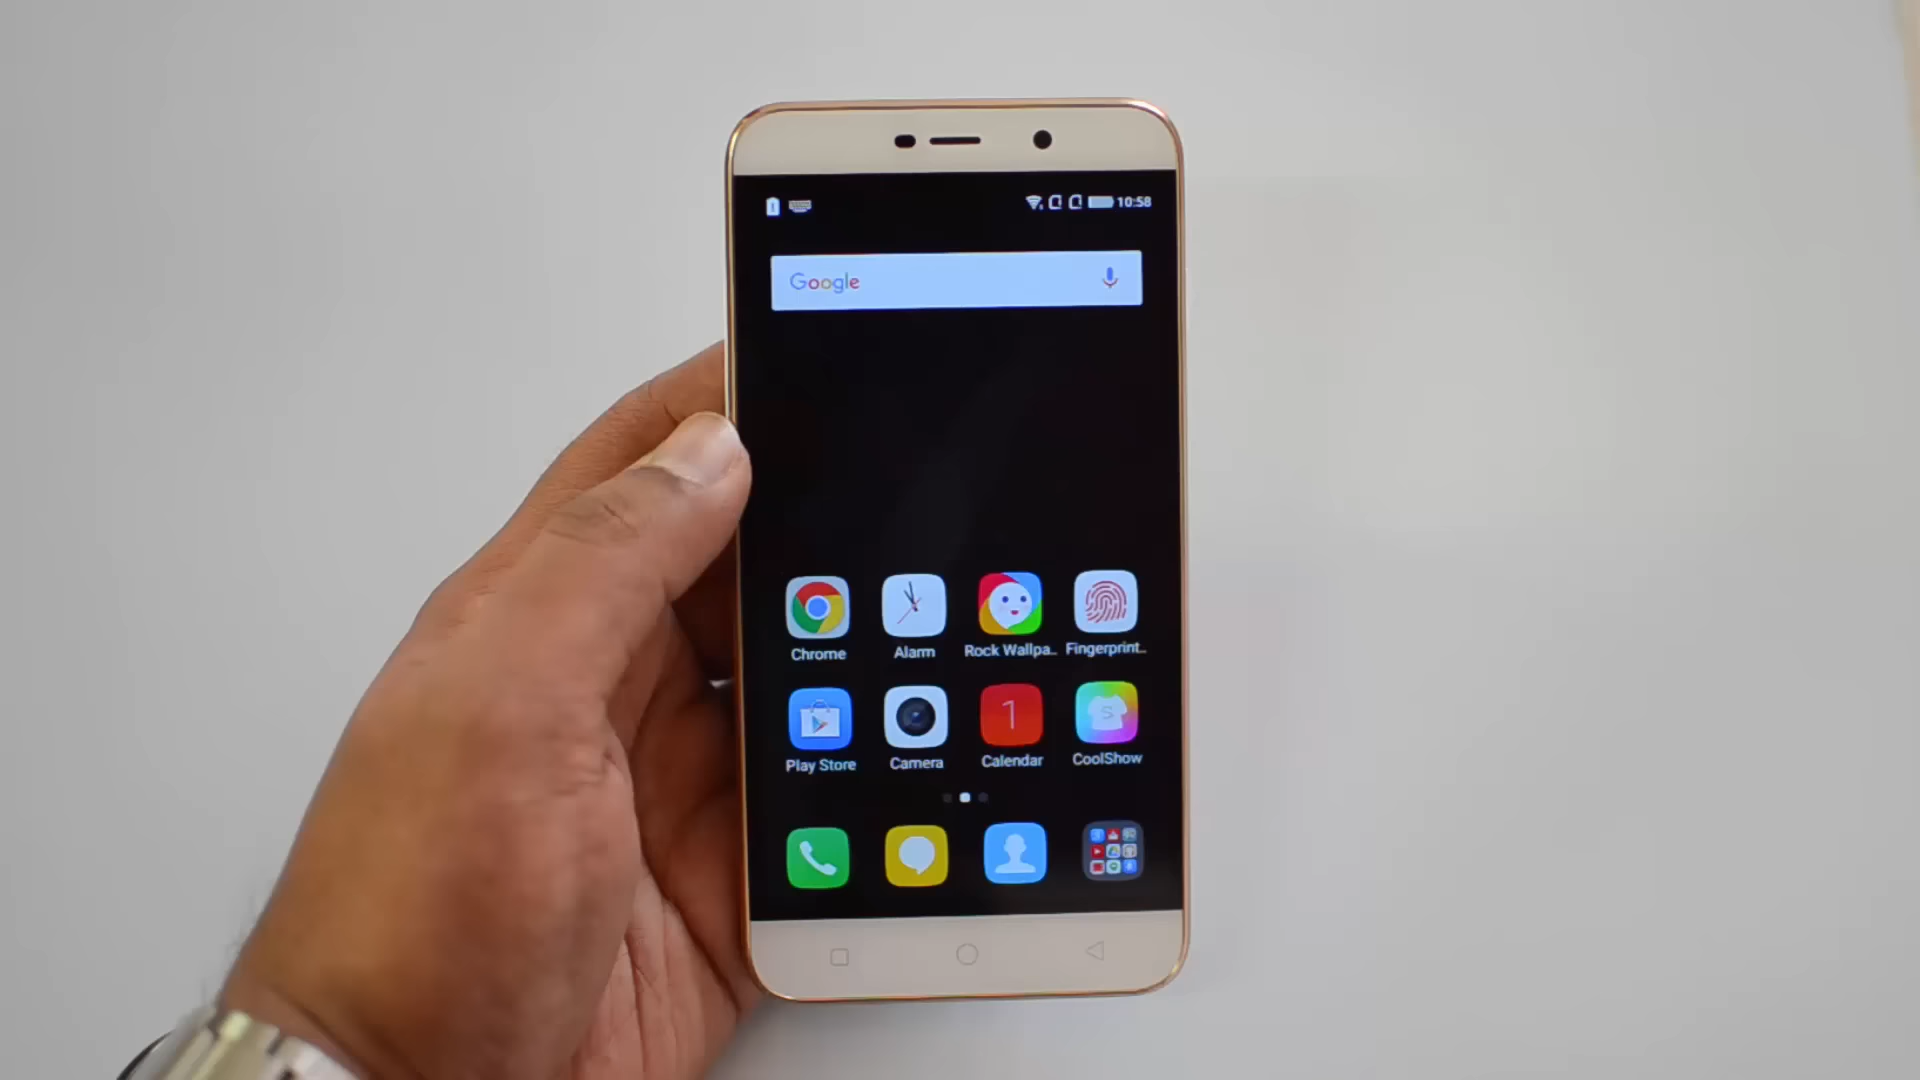 10:58
Google
Chrome Alarm Rock Wallpa.. Fingerprint..
1
S
Play Store Camera Calendar CoolShow